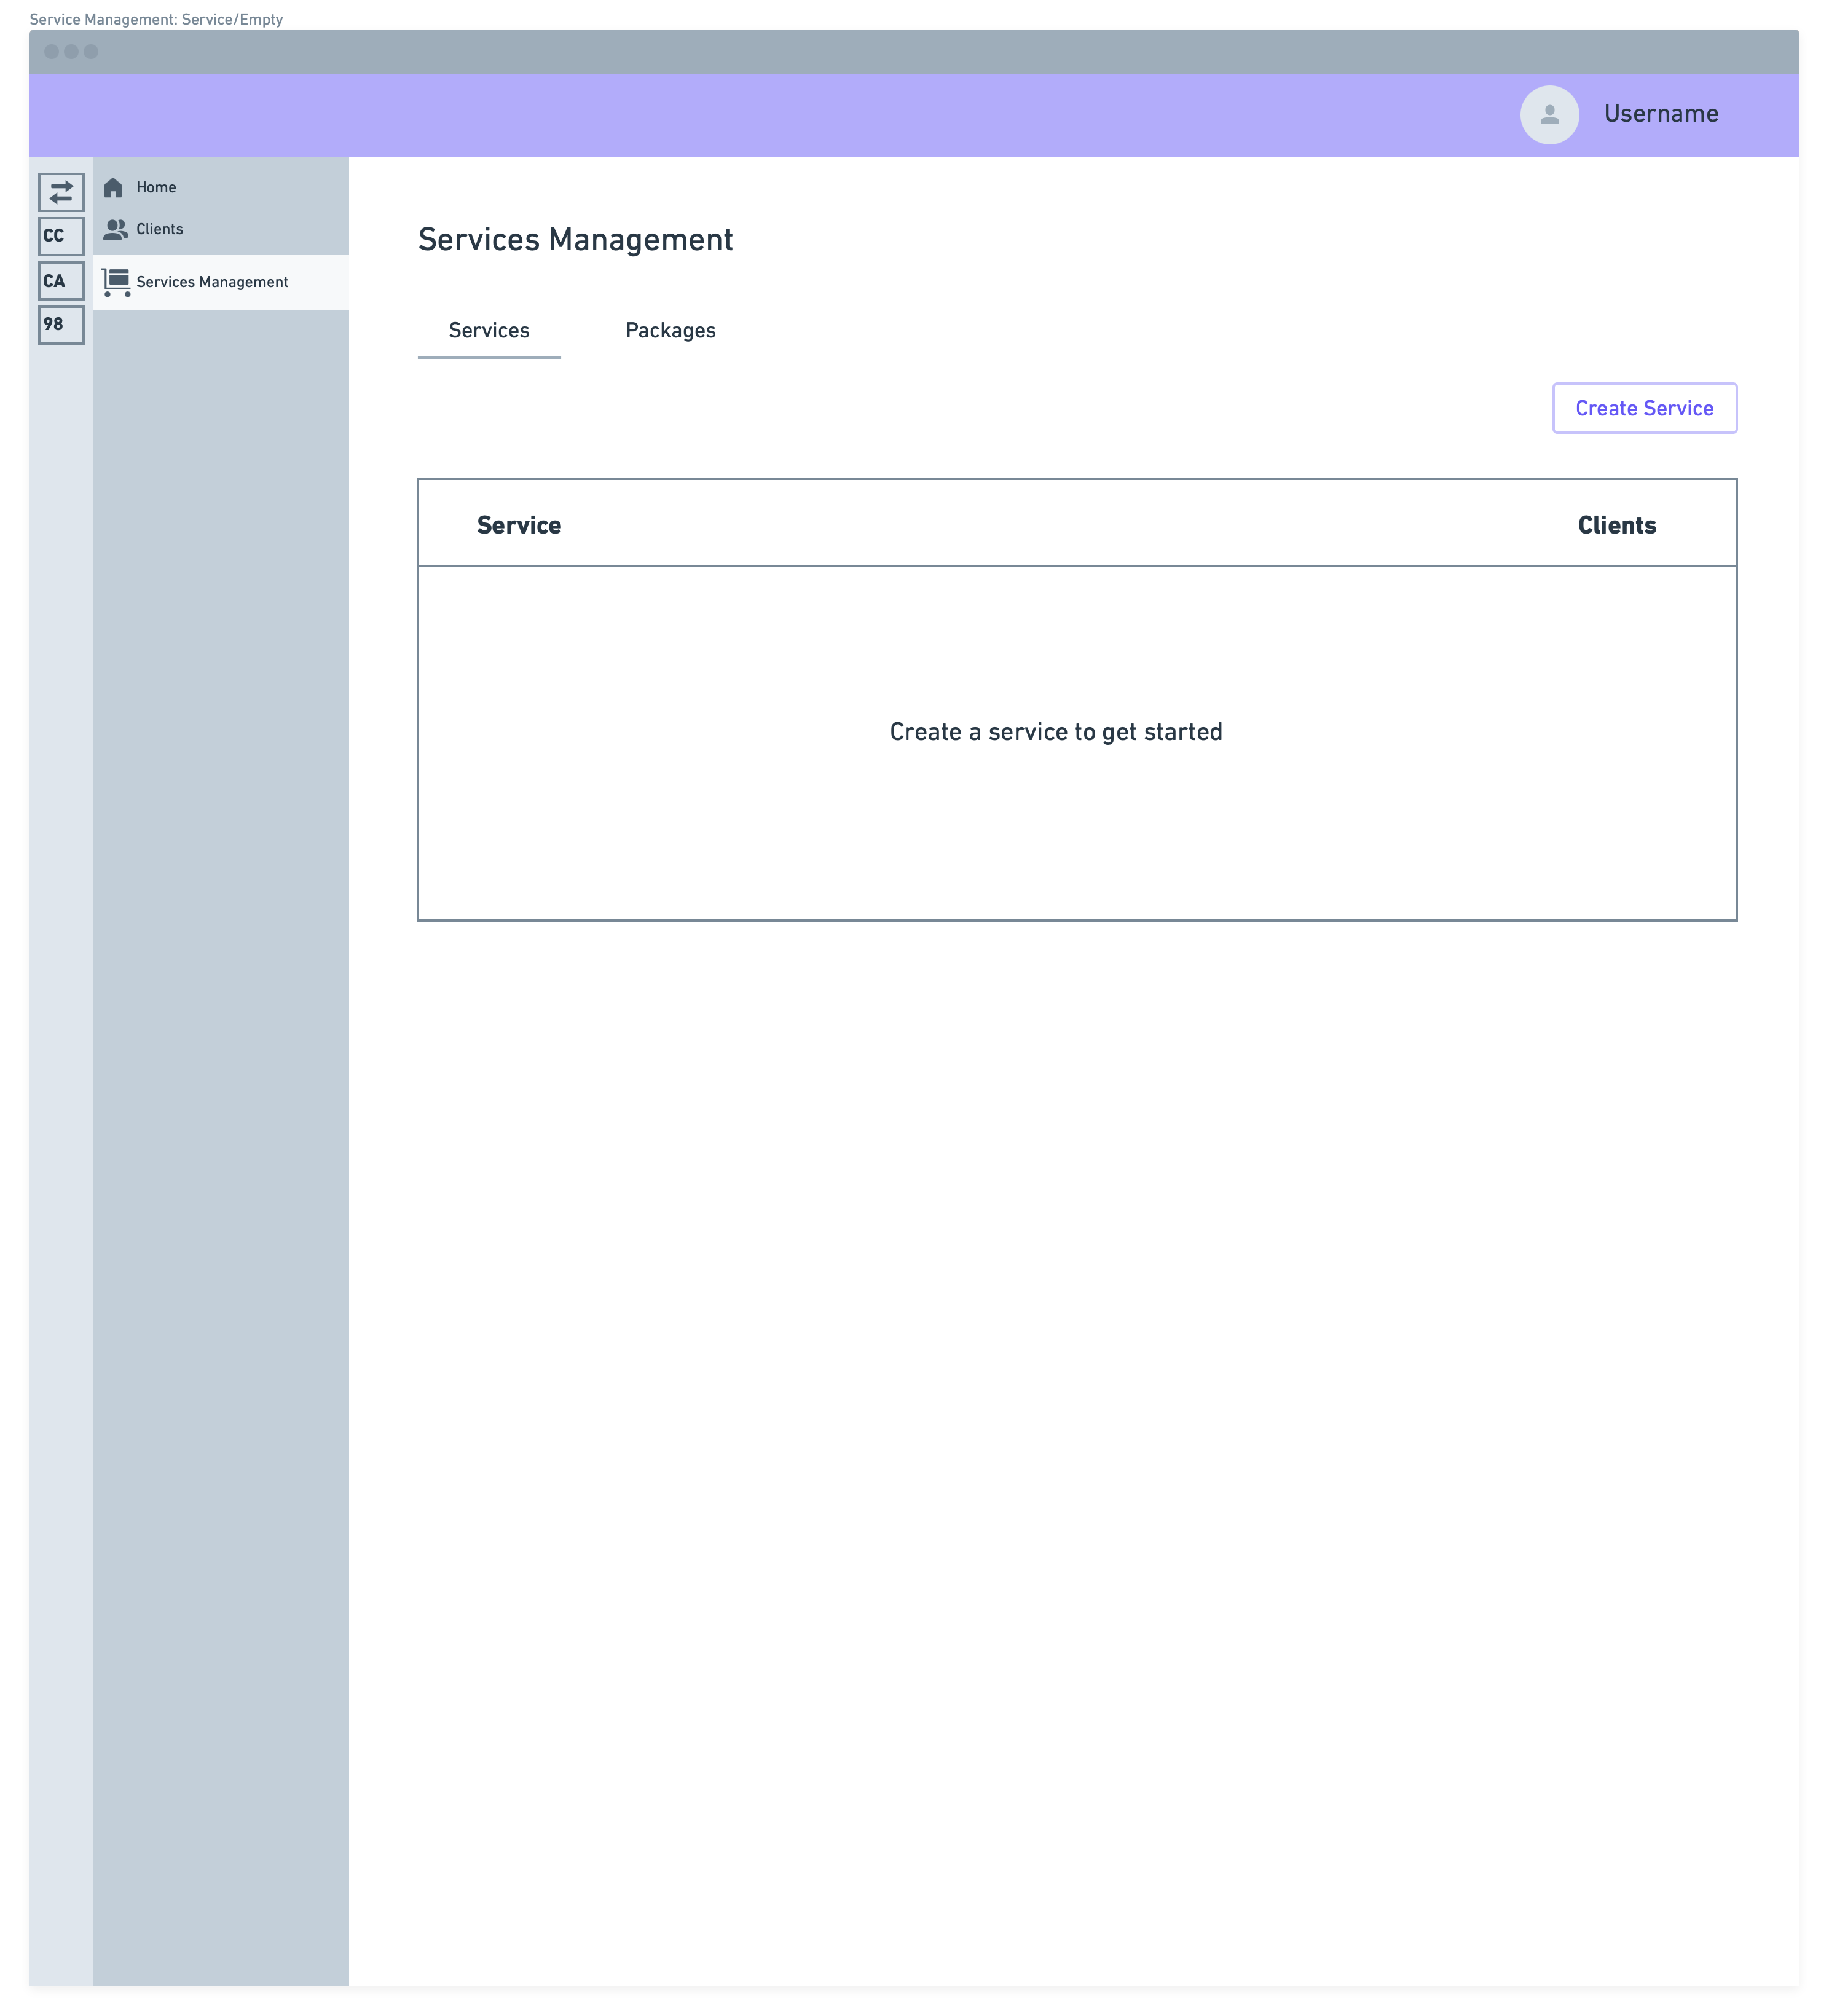 Service Management: Service/Empty
Username
CC
CA
98
Home
Clients
Services Management
Services Management
Services Packages
Create Service
Service Clients
Create a service to get started